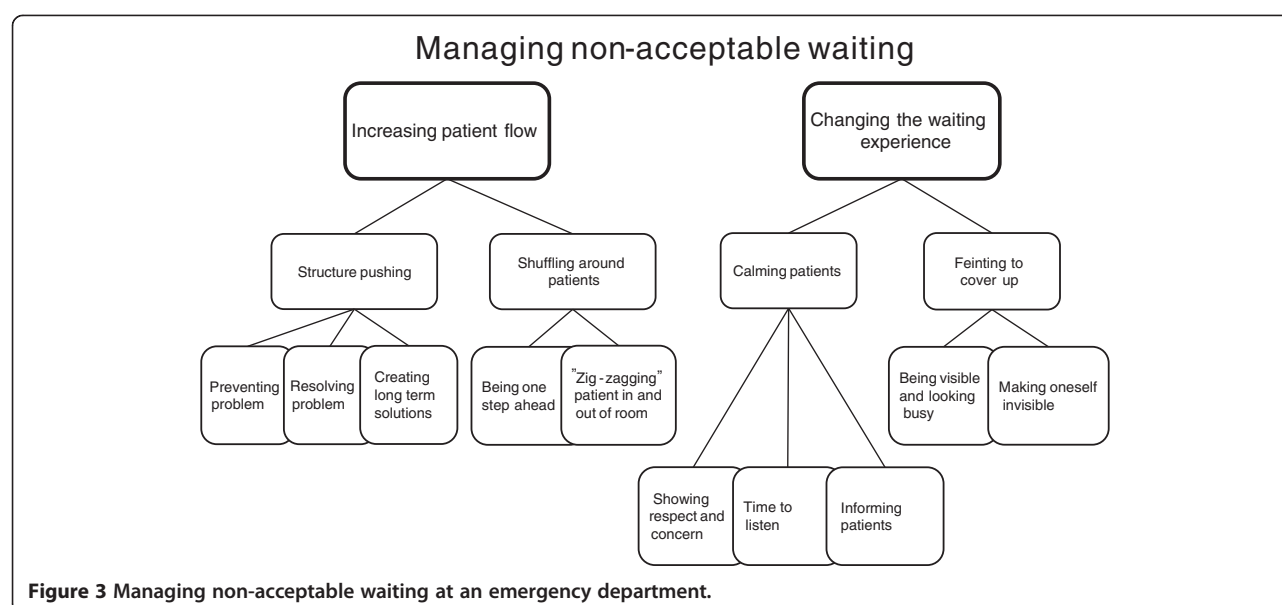 Managing non-acceptable waiting
Increasing patient flow
Changing the waiting
experience
Structure pushing
Shuffling around
patients
Calming patients
Feinting to
cover up
Preventing
problem
Resolving
problem
Creating
long term
solutions
Being one
step ahead
"Zig-zagging"
patient in and
out of room
Being visible
and looking
busy
Making oneself
invisible
Showing
respect and
concern
Time to
listen
Informing
patients
Figure 3 Managing non-acceptable waiting at an emergency department.